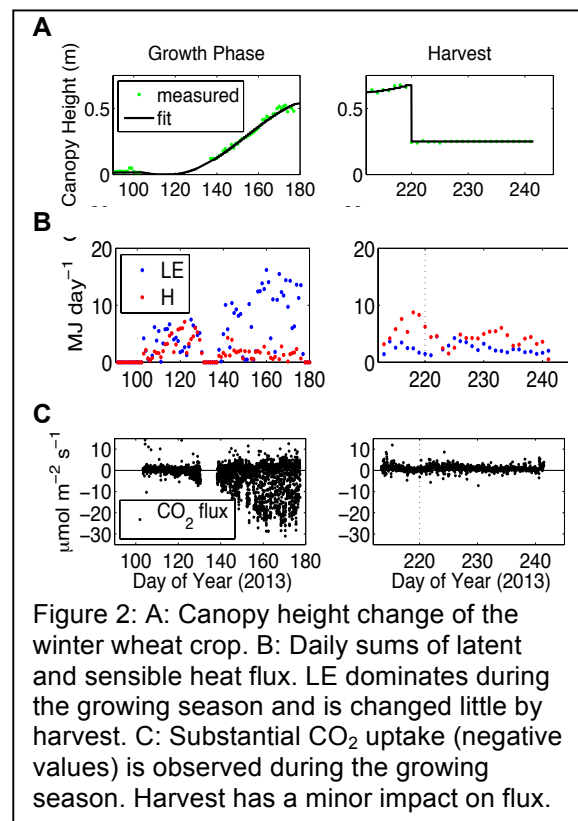 A
Growth Phase
Harvest
Canopy Height (m)
0.5
0
measured
fit
100 120 140 160 180
0.5
0
220 230 240
B
MJ day⁻¹ (
20
10
0
LE
H
100 120 140 160 180
20
10
0
220 230 240
C
μmol m⁻² s⁻¹
10
0
−10
−20
−30
CO₂ flux
100 120 140 160 180
Day of Year (2013)
10
0
−10
−20
−30
220 230 240
Day of Year (2013)
Figure 2: A: Canopy height change of the
winter wheat crop. B: Daily sums of latent
and sensible heat flux. LE dominates during
the growing season and is changed little by
harvest. C: Substantial CO₂ uptake (negative
values) is observed during the growing
season. Harvest has a minor impact on flux.